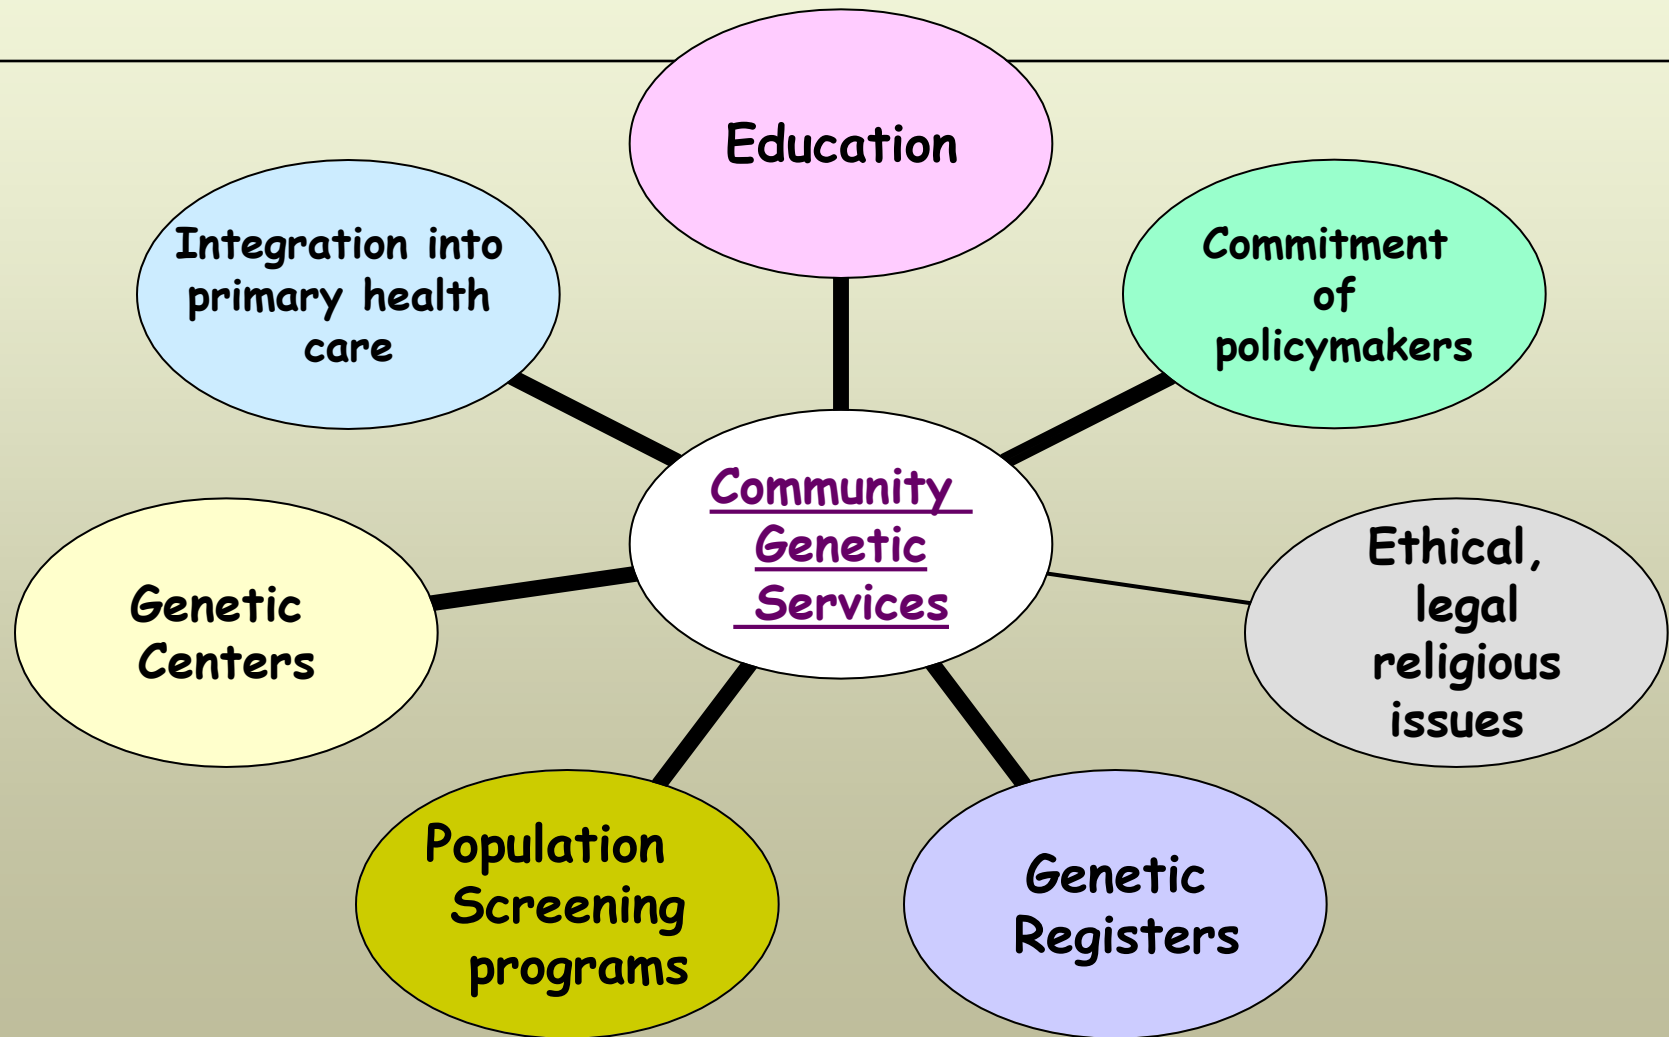 Education
Integration into
primary health
care
Commitment
of
policymakers
Community
Genetic
Services
Genetic
Centers
Ethical,
legal
religious
issues
Population
Screening
programs
Genetic
Registers